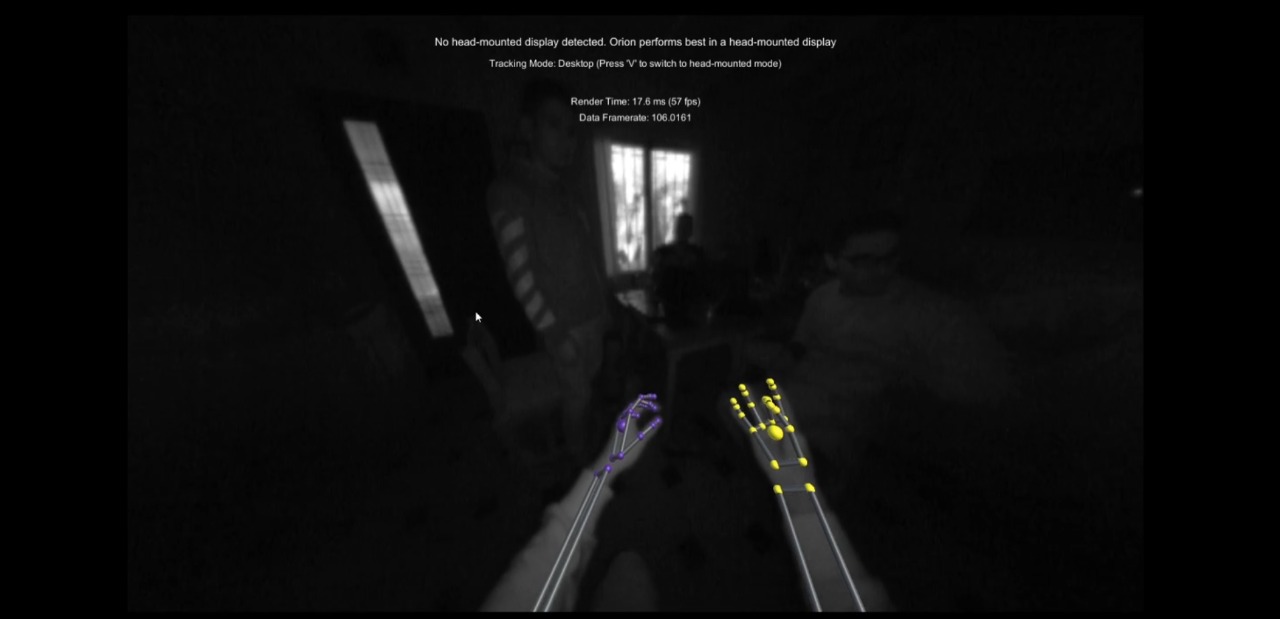 No head-mounted display detected. Orion performs best in a head-mounted display
Tracking Mode: Desktop (Press 'V' to switch to head-mounted mode)
Render Time: 17.6 ms (57 fps)
Data Framerate: 106.0161